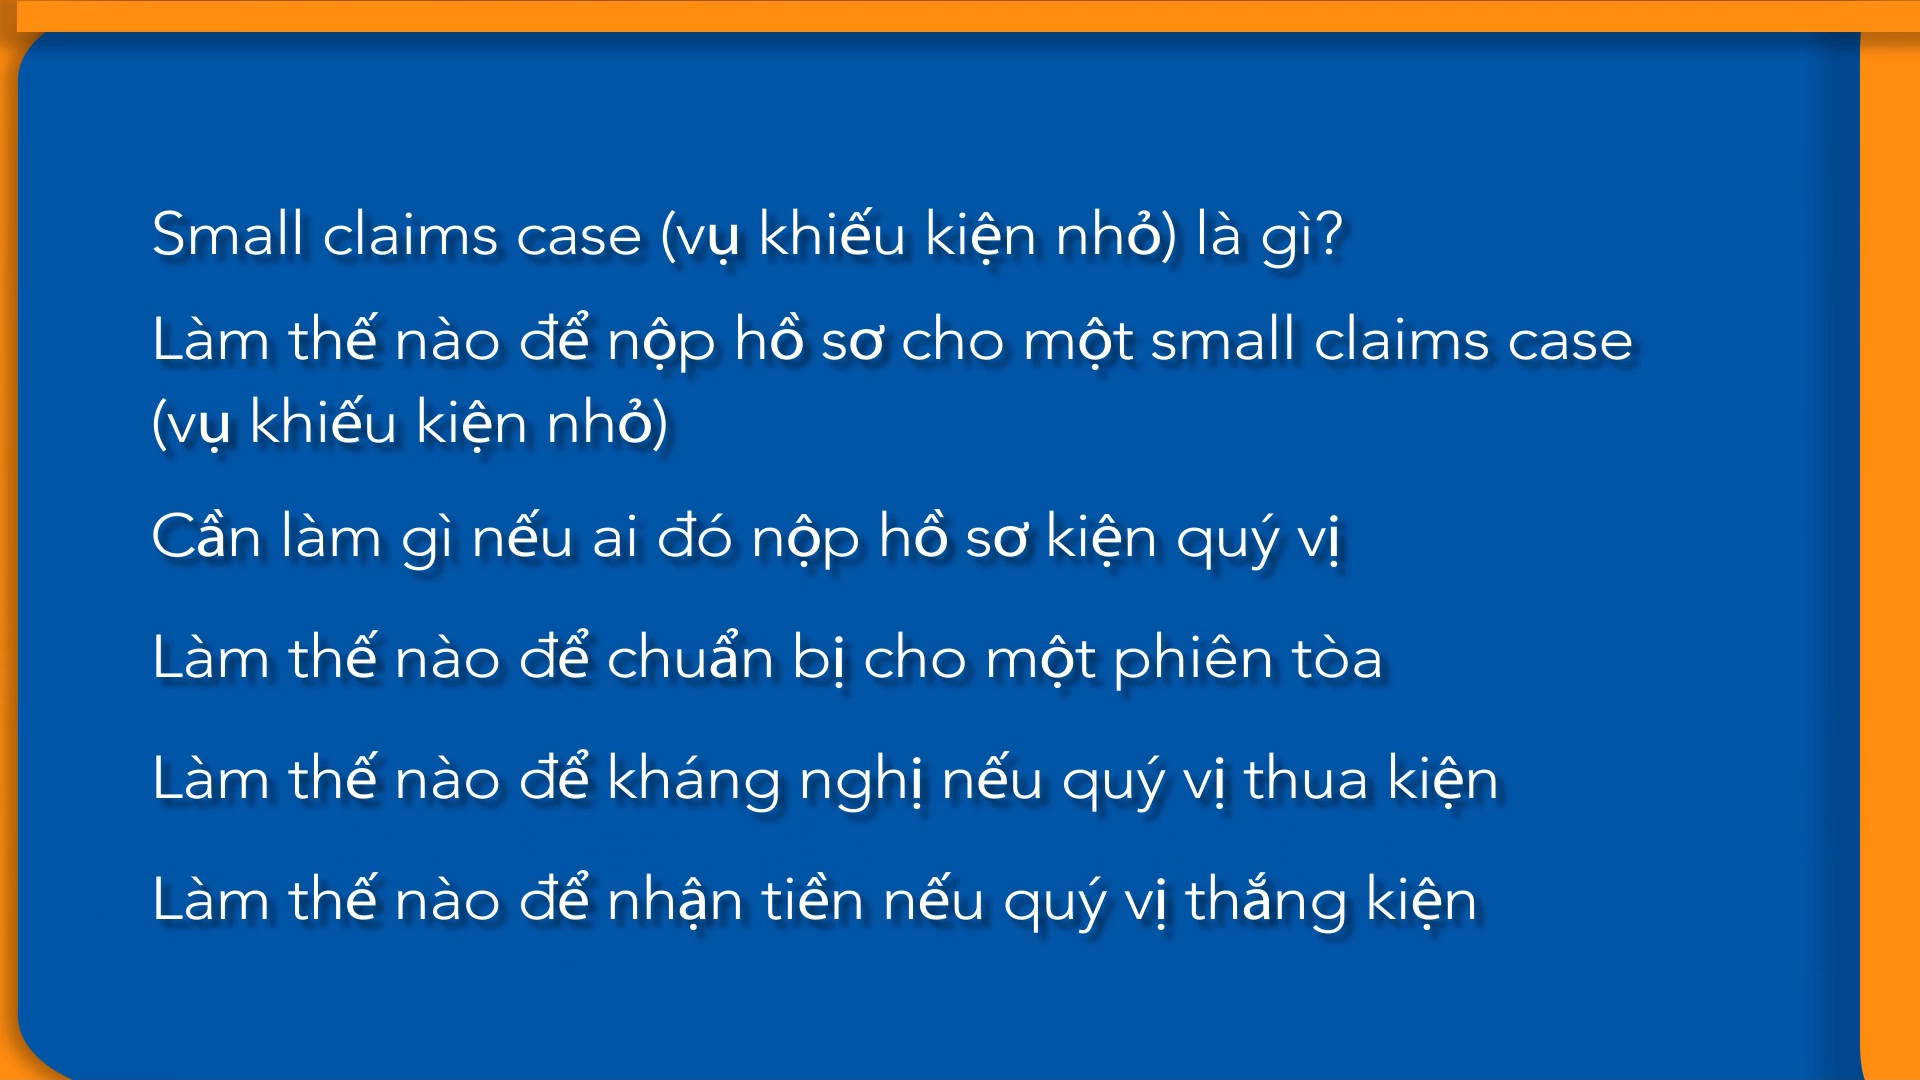 Small claims case (vụ khiếu kiện nhỏ) là gì?
Làm thế nào để nộp hồ sơ cho một small claims case
(vụ khiếu kiện nhỏ)
Cần làm gì nếu ai đó nộp hồ sơ kiện quý vị
Làm thế nào để chuẩn bị cho một phiên tòa
Làm thế nào để kháng nghị nếu quý vị thua kiện
Làm thế nào để nhận tiền nếu quý vị thắng kiện